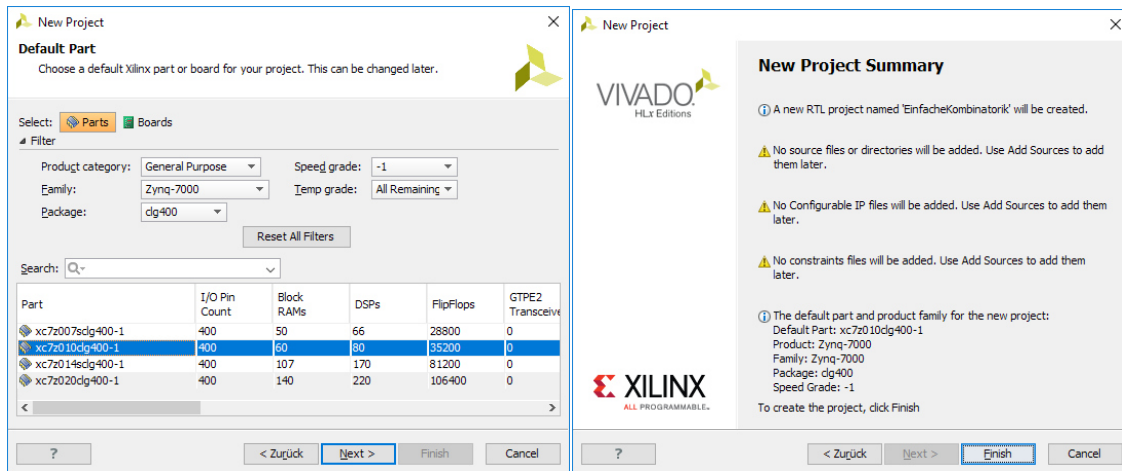 New Project
Default Part
Choose a default Xilinx part or board for your project. This can be changed later.
Select: Parts Boards
Filter
Product category: General Purpose Speed grade: -1
Family: Zynq-7000 Temp grade: All Remaining
Package: clg400
Reset All Filters
Search:
Part I/O Pin Count Block RAMs DSPs FlipFlops GTPE2 Transceive
xc7z007sclg400-1 400 50 66 28800 0
xc7z010clg400-1 400 60 80 35200 0
xc7z014sclg400-1 400 107 170 81200 0
xc7z020clg400-1 400 140 220 106400 0
? < Zurück Next > Finish Cancel
New Project
VIVADO.
HLx Editions
XILINX
ALL PROGRAMMABLE.
New Project Summary
A new RTL project named 'EinfacheKombinatorik' will be created.
No source files or directories will be added. Use Add Sources to add
them later.
No Configurable IP files will be added. Use Add Sources to add them
later.
No constraints files will be added. Use Add Sources to add them
later.
The default part and product family for the new project:
Default Part: xc7z010clg400-1
Product: Zynq-7000
Family: Zynq-7000
Package: clg400
Speed Grade: -1
To create the project, click Finish
? < Zurück Next > Finish Cancel